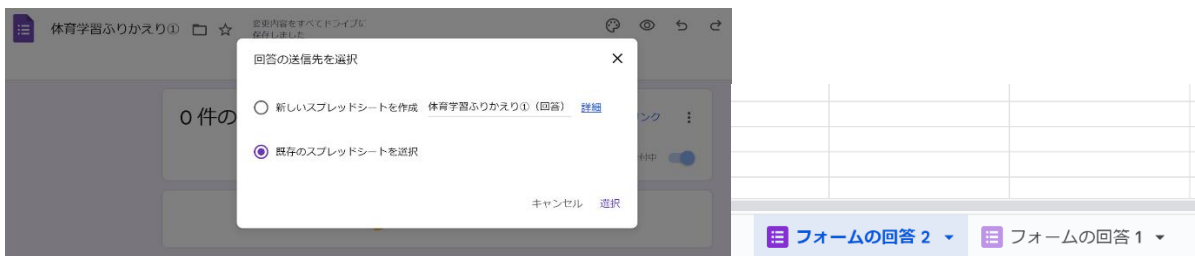 体育学習ふりかえり①
変更内容をすべてドライブに
保存しました
回答の送信先を選択
新しいスプレッドシートを作成 体育学習ふりかえり①（回答） 詳細
0 件の
リンク
既存のスプレッドシートを選択
付中
キャンセル 選択
フォームの回答 2 フォームの回答 1